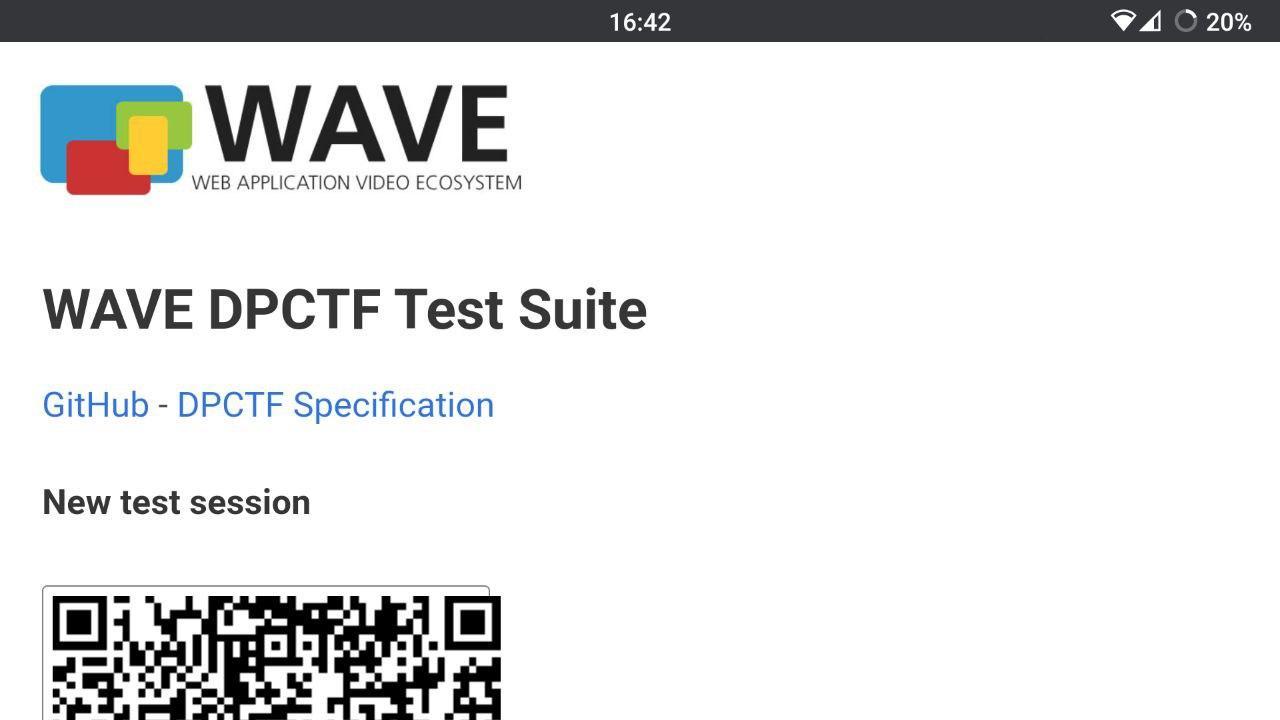 16:42
20%
WAVE
WEB APPLICATION VIDEO ECOSYSTEM
WAVE DPCTF Test Suite
GitHub - DPCTF Specification
New test session